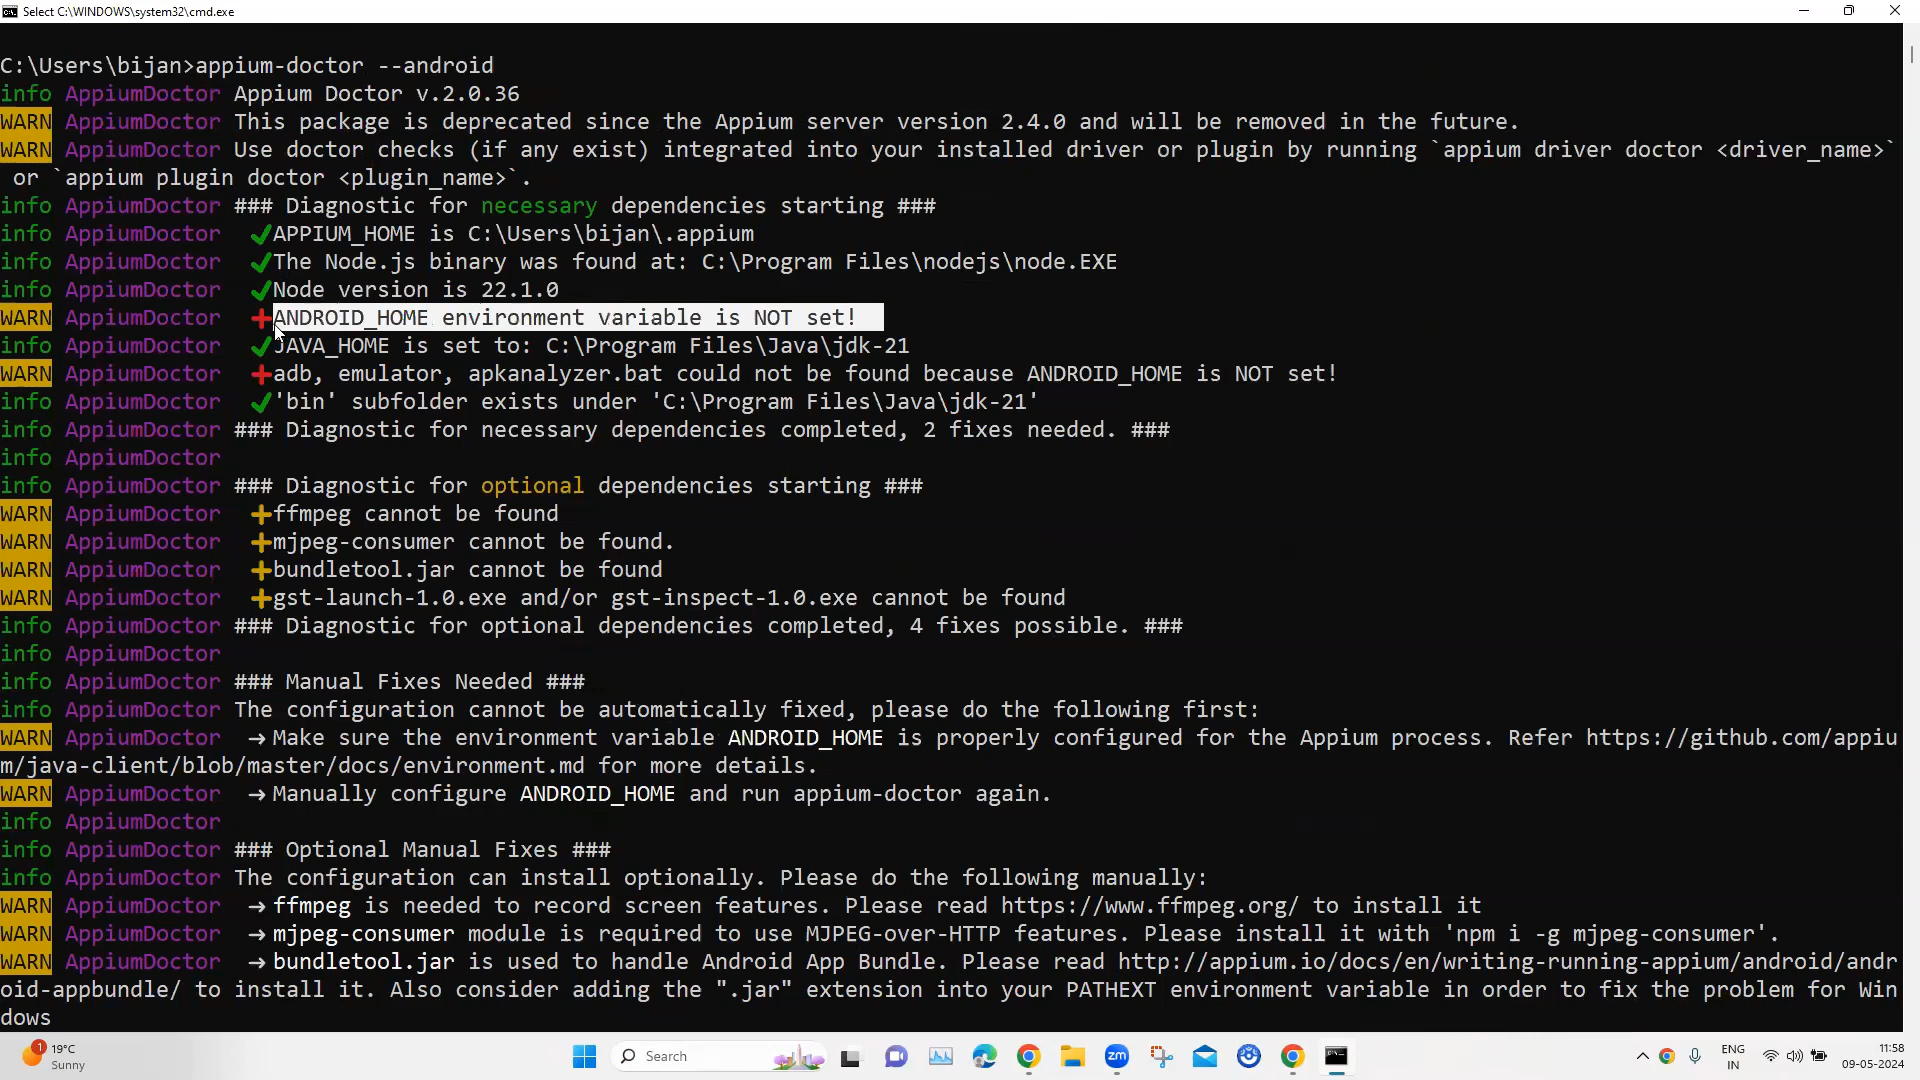 Select C:\WINDOWS\system32\cmd.exe
C:\Users\bijan>appium-doctor --android
info AppiumDoctor Appium Doctor v.2.0.36
WARN AppiumDoctor This package is deprecated since the Appium server version 2.4.0 and will be removed in the future.
WARN AppiumDoctor Use doctor checks (if any exist) integrated into your installed driver or plugin by running `appium driver doctor <driver_name>`
or `appium plugin doctor <plugin_name>`.
info AppiumDoctor ### Diagnostic for necessary dependencies starting ###
info AppiumDoctor ✔APPIUM_HOME is C:\Users\bijan\.appium
info AppiumDoctor ✔The Node.js binary was found at: C:\Program Files\nodejs\node.EXE
info AppiumDoctor ✔Node version is 22.1.0
WARN AppiumDoctor ✖ANDROID_HOME environment variable is NOT set!
info AppiumDoctor ✔JAVA_HOME is set to: C:\Program Files\Java\jdk-21
WARN AppiumDoctor ✖adb, emulator, apkanalyzer.bat could not be found because ANDROID_HOME is NOT set!
info AppiumDoctor ✔'bin' subfolder exists under 'C:\Program Files\Java\jdk-21'
info AppiumDoctor ### Diagnostic for necessary dependencies completed, 2 fixes needed. ###
info AppiumDoctor
info AppiumDoctor ### Diagnostic for optional dependencies starting ###
WARN AppiumDoctor ✖ffmpeg cannot be found
WARN AppiumDoctor ✖mjpeg-consumer cannot be found.
WARN AppiumDoctor ✖bundletool.jar cannot be found
WARN AppiumDoctor ✖gst-launch-1.0.exe and/or gst-inspect-1.0.exe cannot be found
info AppiumDoctor ### Diagnostic for optional dependencies completed, 4 fixes possible. ###
info AppiumDoctor
info AppiumDoctor ### Manual Fixes Needed ###
info AppiumDoctor The configuration cannot be automatically fixed, please do the following first:
WARN AppiumDoctor →Make sure the environment variable ANDROID_HOME is properly configured for the Appium process. Refer https://github.com/appiu
m/java-client/blob/master/docs/environment.md for more details.
WARN AppiumDoctor →Manually configure ANDROID_HOME and run appium-doctor again.
info AppiumDoctor
info AppiumDoctor ### Optional Manual Fixes ###
info AppiumDoctor The configuration can install optionally. Please do the following manually:
WARN AppiumDoctor →ffmpeg is needed to record screen features. Please read https://www.ffmpeg.org/ to install it
WARN AppiumDoctor →mjpeg-consumer module is required to use MJPEG-over-HTTP features. Please install it with 'npm i -g mjpeg-consumer'.
WARN AppiumDoctor →bundletool.jar is used to handle Android App Bundle. Please read http://appium.io/docs/en/writing-running-appium/android/andr
oid-appbundle/ to install it. Also consider adding the ".jar" extension into your PATHEXT environment variable in order to fix the problem for Win
dows
1
19°C
Sunny
Search
zm
ENG
IN
11:58
09-05-2024